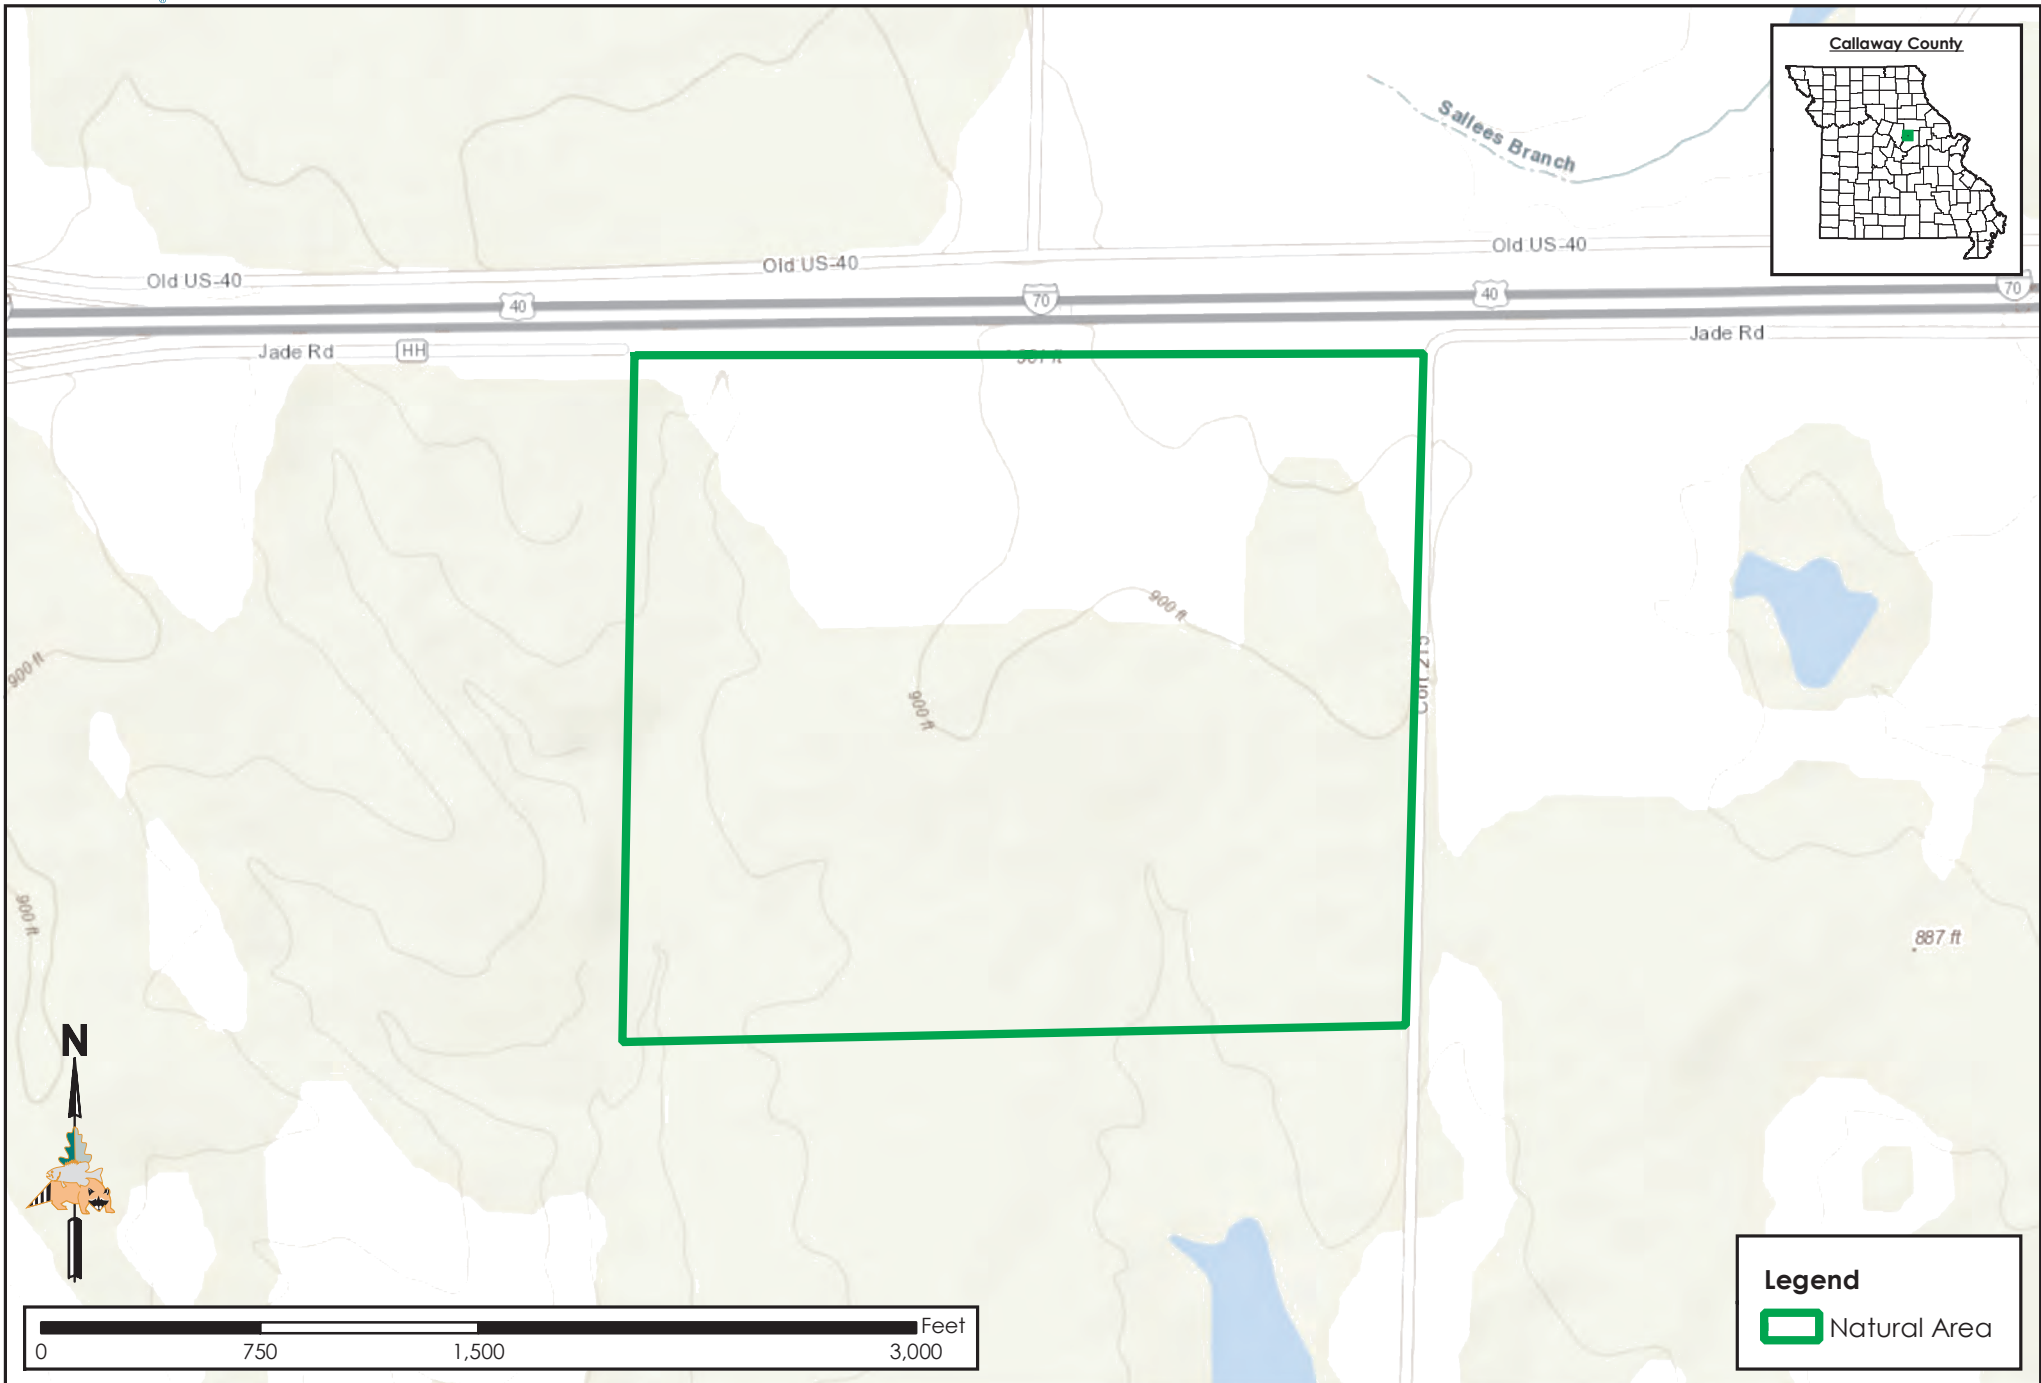 Callaway County
Sallees Branch
Old US-40
Old US-40
Old US-40
40
70
40
70
Jade Rd
HH
Jade Rd
900 ft
900 ft
900 ft
900 ft
887 ft
N
Legend
Natural Area
Feet
0
750
1,500
3,000